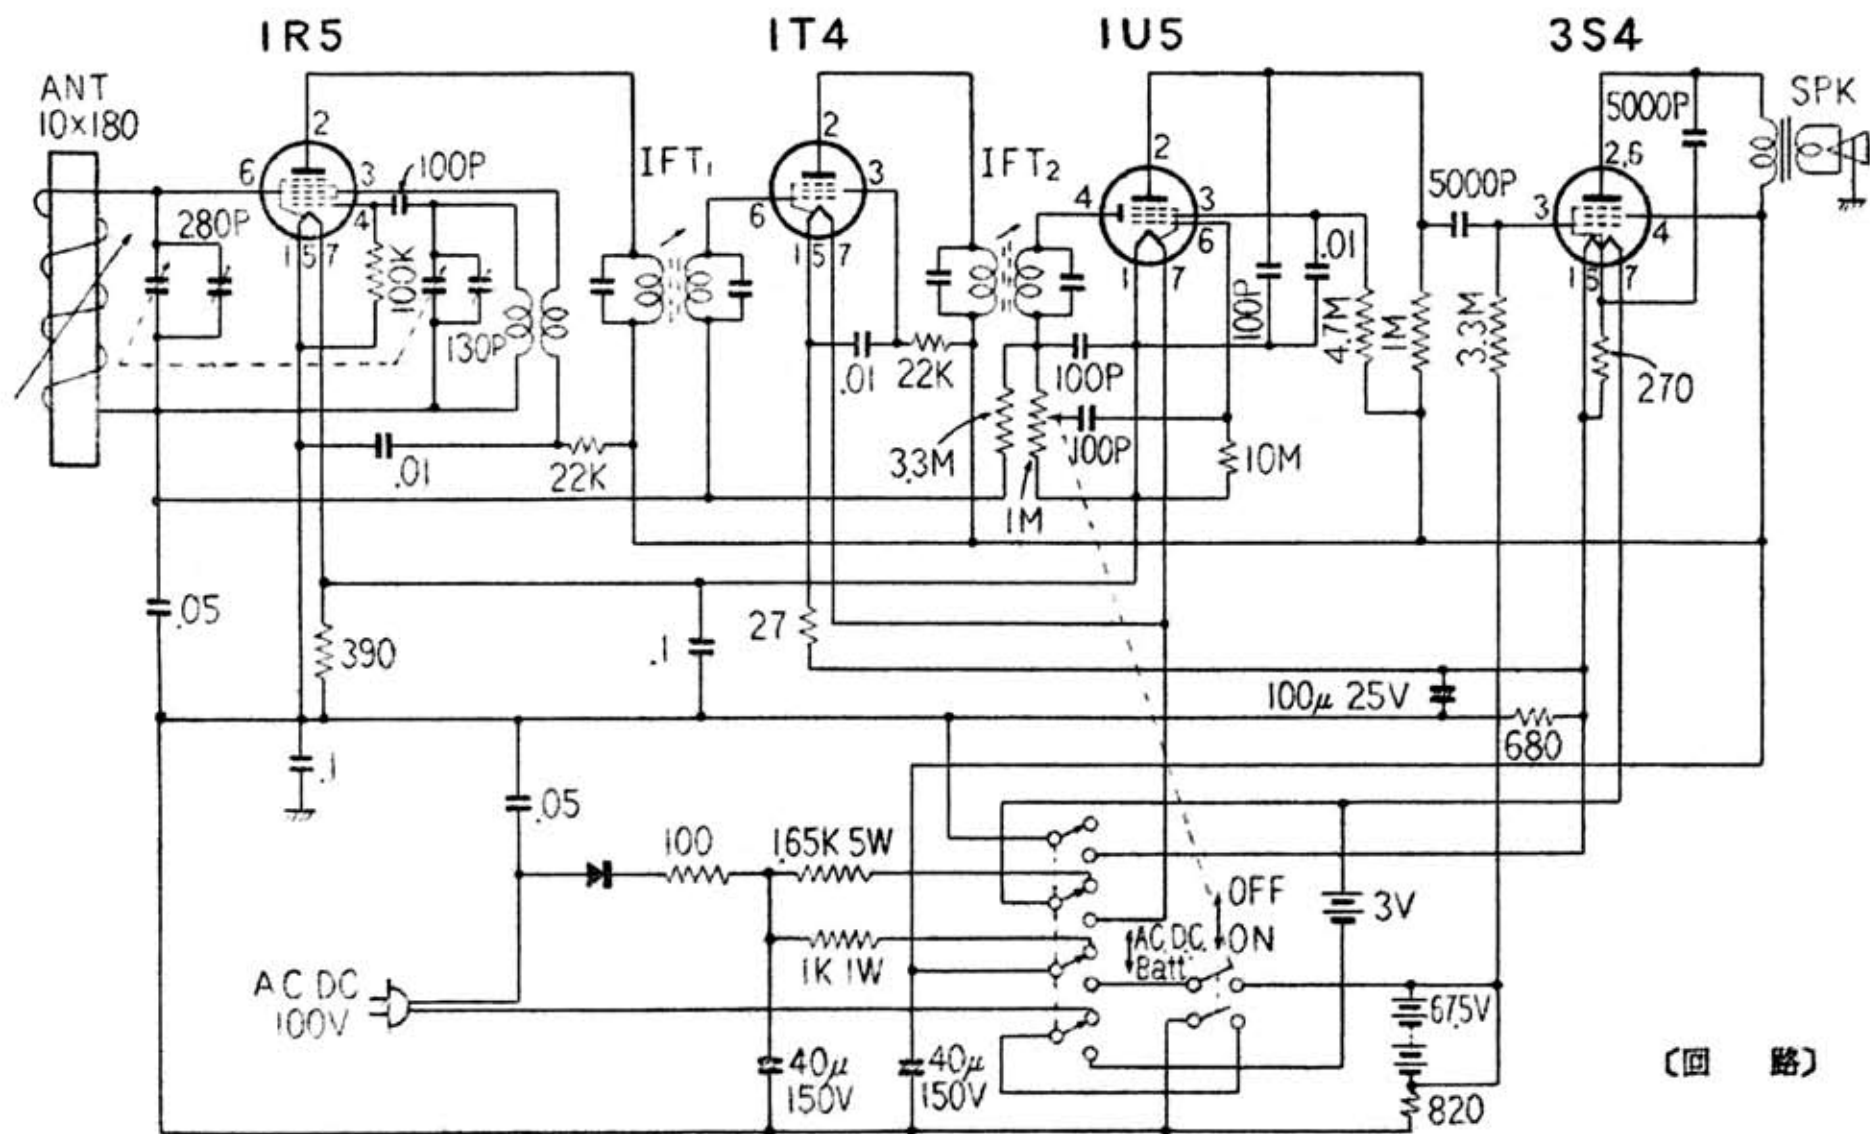 1R5
1T4
1U5
3S4
ANT
10×180
SPK
5000P
2
2
2
2,6
6
3
100P
IFT₁
6
3
IFT₂
4
3
6
5000P
3
4
280P
4
1 5 7
100K
130P
1 5 7
1 7
100P
.01
4.7M
1M
3.3M
1 5 7
270
.01
22K
.01
22K
100P
100P
3.3M
1M
10M
.05
390
.1
27
100μ 25V
680
.1
.05
100
1.65K 5W
OFF
ON
3V
A.C. D.C.
Batt.
1K 1W
AC DC
100V
67.5V
40μ
150V
40μ
150V
820
〔回 路〕